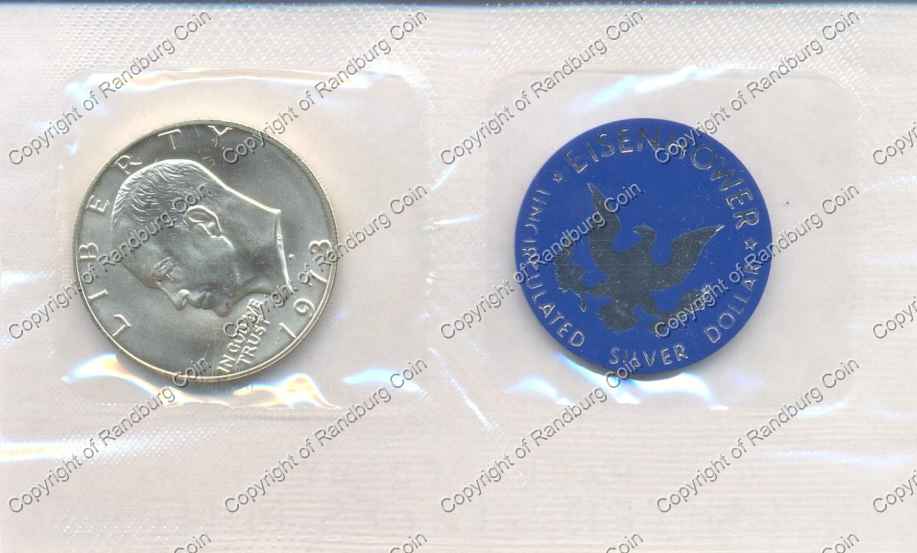 LIBERTY
IN GOD WE
TRUST
1973
EISENHOWER
UNCIRCULATED SILVER DOLLAR
Copyright of Randburg Coin